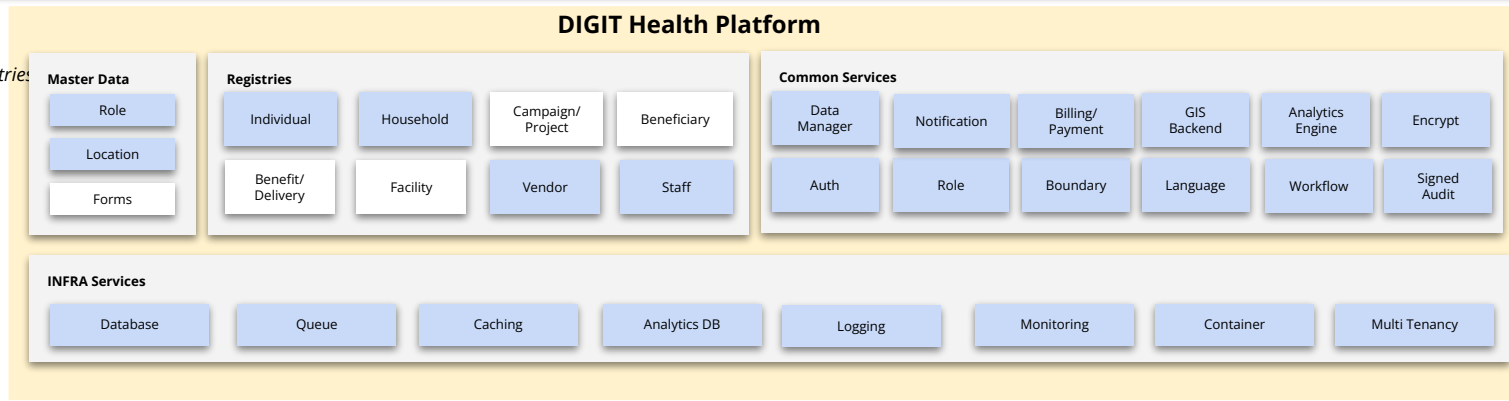 DIGIT Health Platform
tries
Master Data
Role
Location
Forms
Registries
Individual
Household
Campaign/
Project
Beneficiary
Benefit/
Delivery
Facility
Vendor
Staff
Common Services
Data
Manager
Notification
Billing/
Payment
GIS
Backend
Analytics
Engine
Encrypt
Auth
Role
Boundary
Language
Workflow
Signed
Audit
INFRA Services
Database
Queue
Caching
Analytics DB
Logging
Monitoring
Container
Multi Tenancy